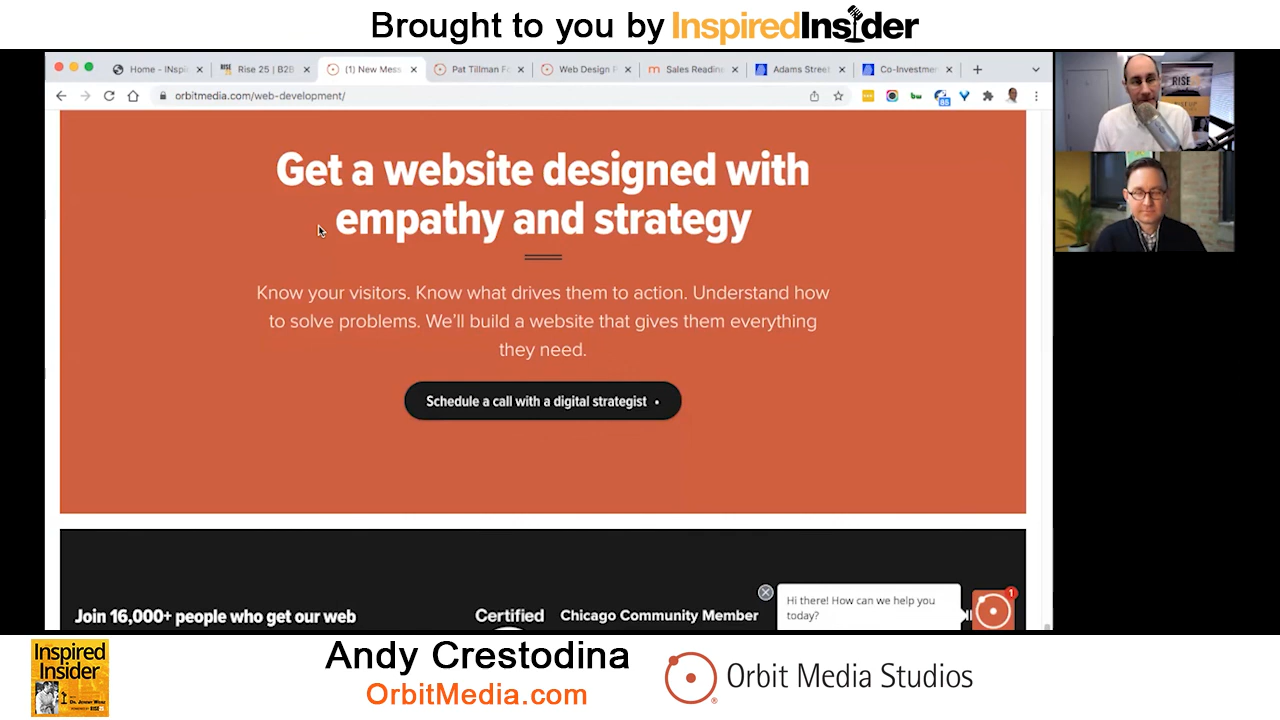 Brought to you by InspiredInsider
Home - INspi
Rise 25 | B2B
(1) New Mess
Pat Tillman F
Web Design P
Sales Readin
Adams Street
Co-Investmen
orbitmedia.com/web-development/
85
RISE
Get a website designed with
empathy and strategy
Know your visitors. Know what drives them to action. Understand how
to solve problems. We'll build a website that gives them everything
they need.
Schedule a call with a digital strategist
Hi there! How can we help you
today?
1
Join 16,000+ people who get our web
Certified
Chicago Community Member
Inspired
Insider
Andy Crestodina
OrbitMedia.com
Orbit Media Studios